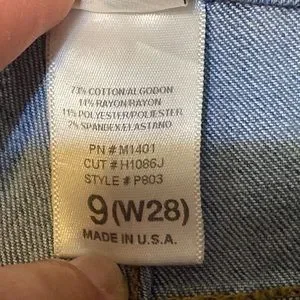 73% COTTON/ALGODON
14% RAYON/RAYON
11% POLYESTER/POLIESTER
2% SPANDEX/ELASTANO
PN # M1401
CUT # H1086J
STYLE # P803
9 (W28)
MADE IN U.S.A.